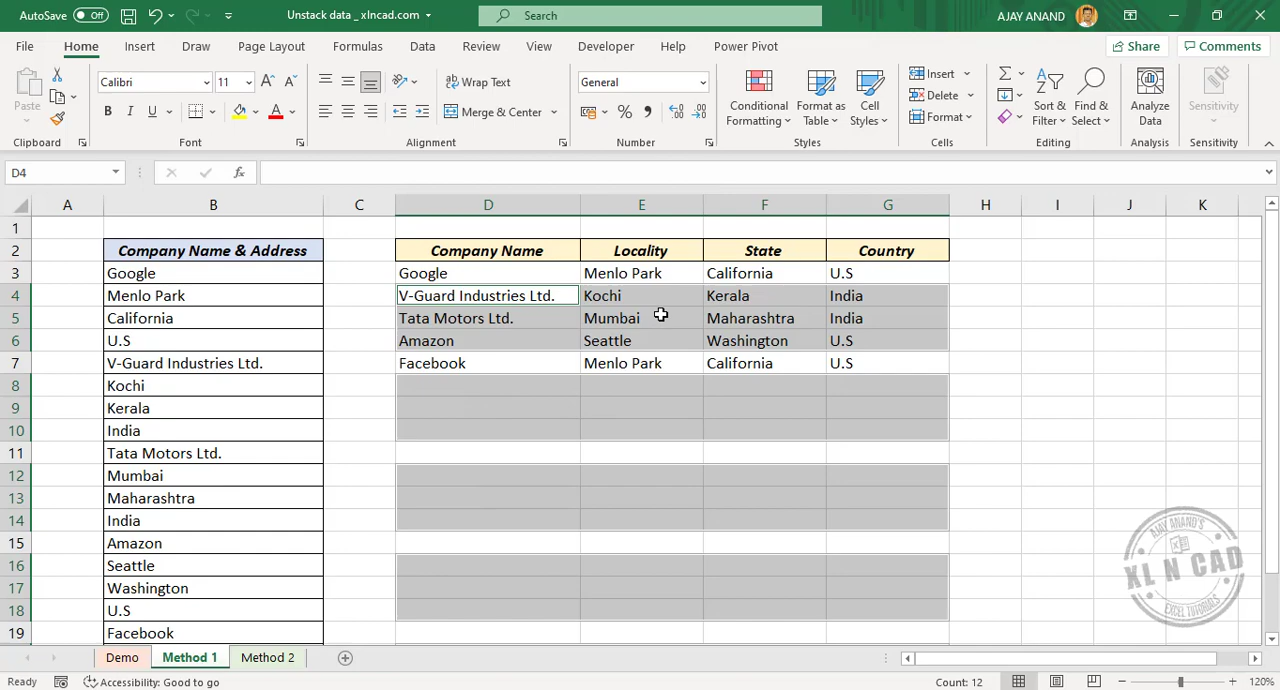 AutoSave Off Unstack data _ xlncad.com Search AJAY ANAND
File Home Insert Draw Page Layout Formulas Data Review View Developer Help Power Pivot Share Comments
Paste Calibri 11 Wrap Text General Conditional Formatting Format as Table Cell Styles Insert Sort & Filter Find & Select Analyze Data Sensitivity
B I U Merge & Center Delete
Format
Clipboard Font Alignment Number Styles Cells Editing Analysis Sensitivity
D4 fx
A B C D E F G H I J K
1
2 Company Name & Address Company Name Locality State Country
3 Google Google Menlo Park California U.S
4 Menlo Park V-Guard Industries Ltd. Kochi Kerala India
5 California Tata Motors Ltd. Mumbai Maharashtra India
6 U.S Amazon Seattle Washington U.S
7 V-Guard Industries Ltd. Facebook Menlo Park California U.S
8 Kochi
9 Kerala
10 India
11 Tata Motors Ltd.
12 Mumbai
13 Maharashtra
14 India
15 Amazon
16 Seattle
17 Washington
18 U.S
19 Facebook
AJAY ANAND'S
XL N CAD
EXCEL TUTORIALS
Demo Method 1 Method 2
Ready Accessibility: Good to go Count: 12 120%